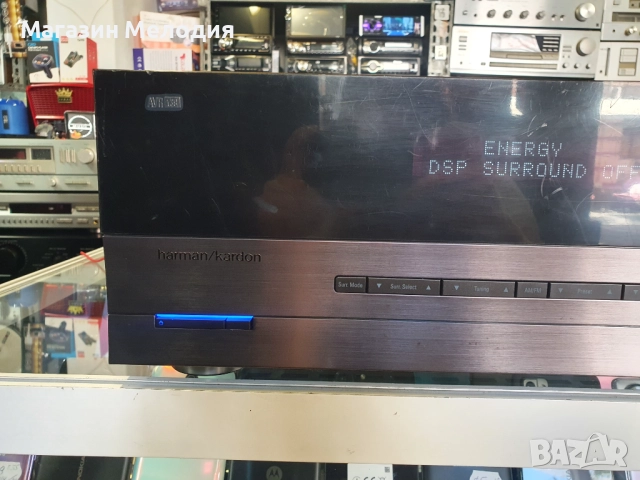 Магазин Мелодия
ENERGY
DSP SURROUND OFF
harman/kardon
Surr. Mode
Surr. Select
Tuning
AM/FM
Preset
BAZAR